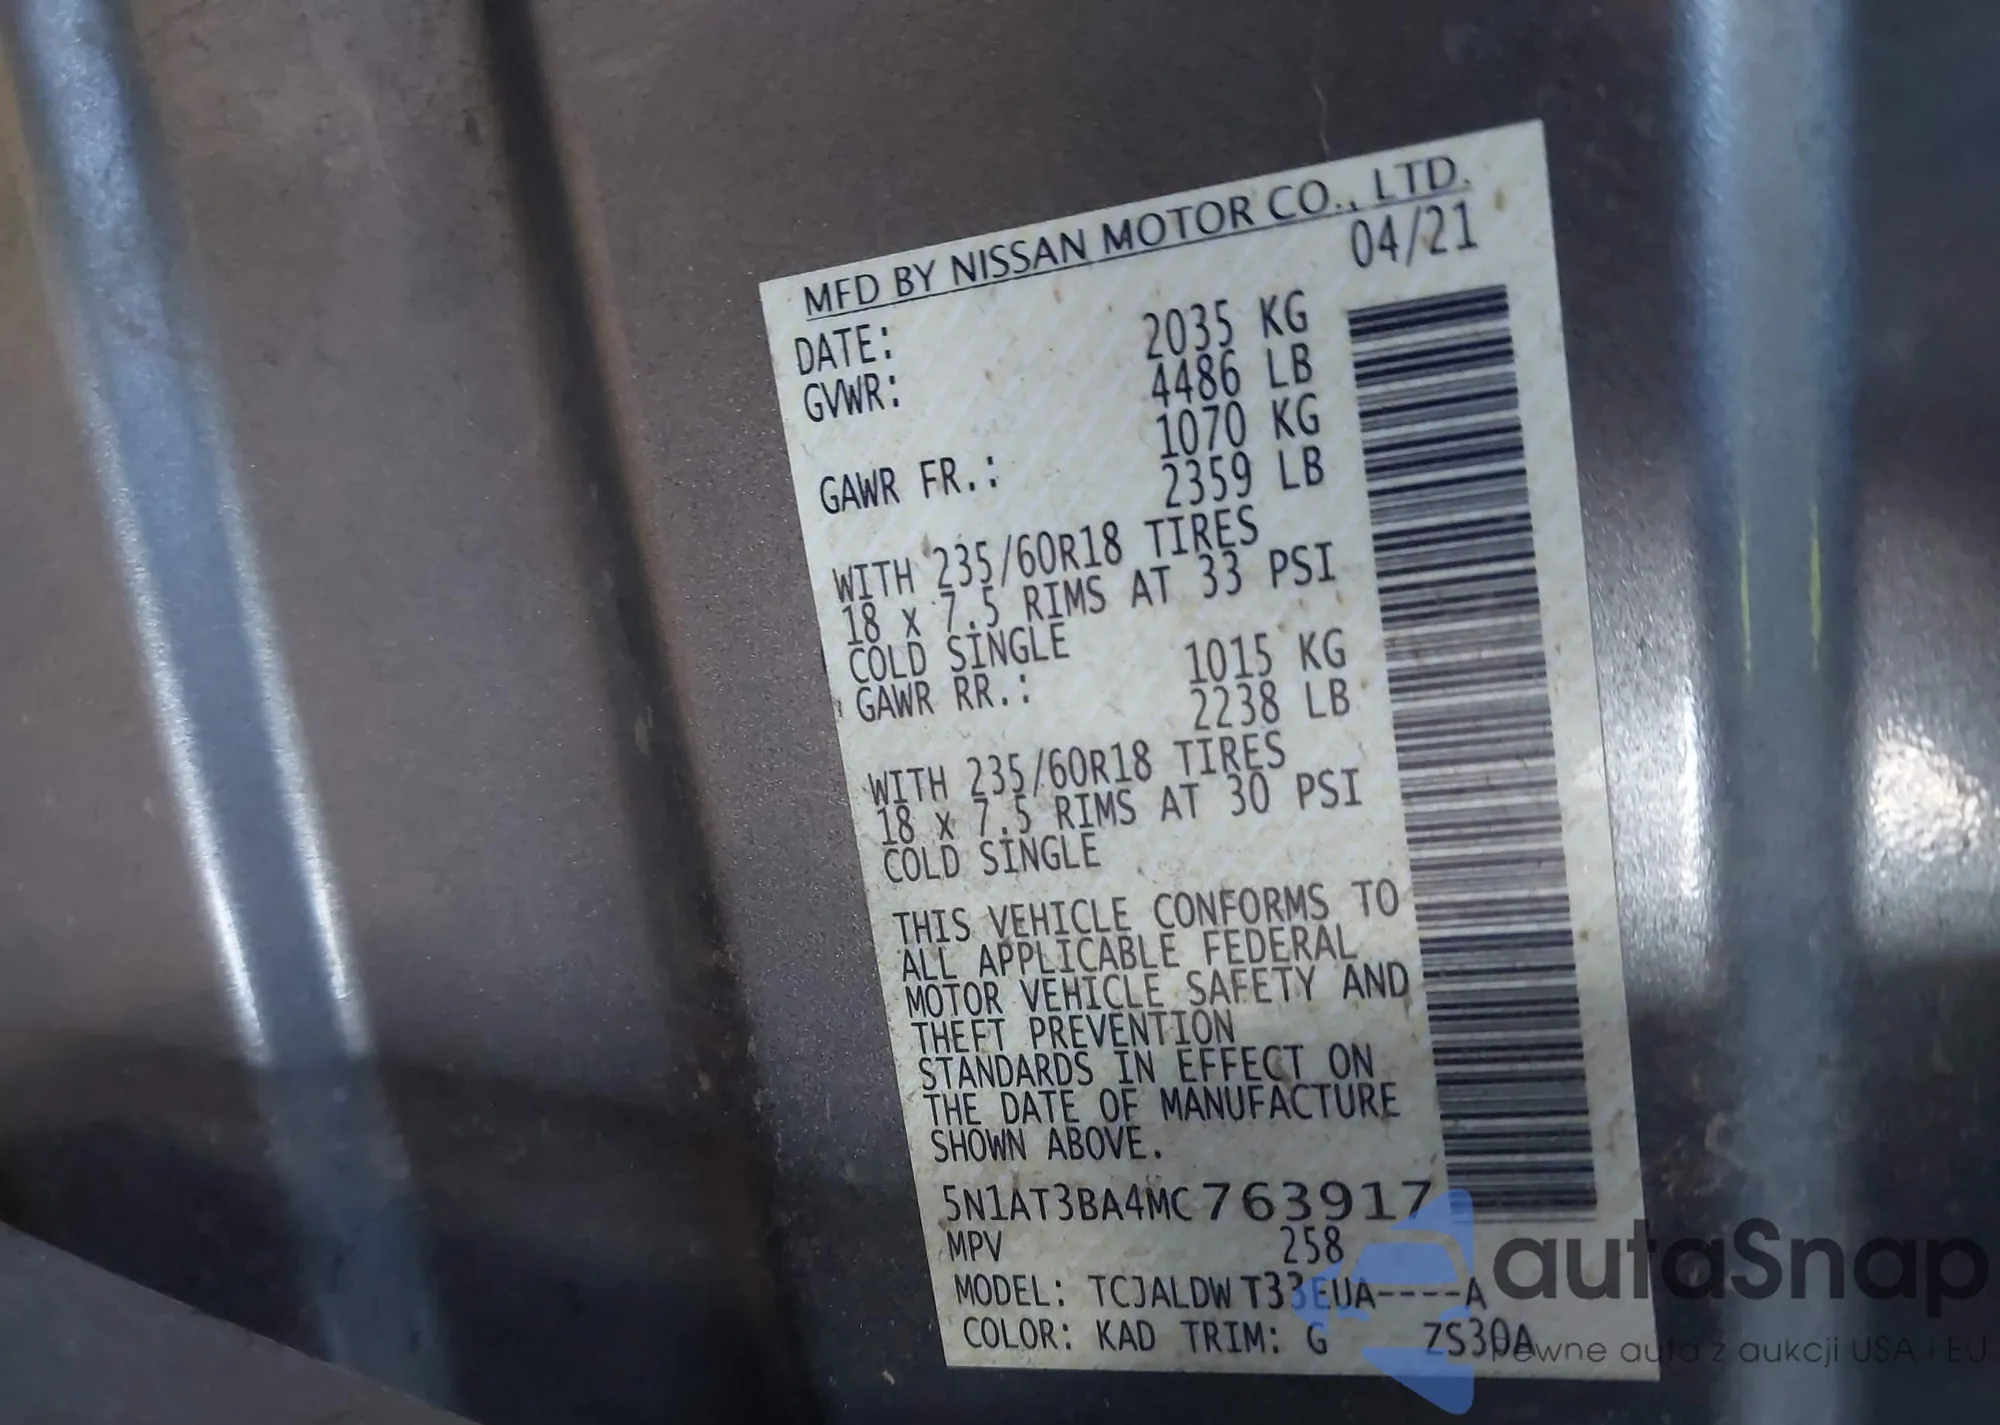 MFD BY NISSAN MOTOR CO., LTD.
DATE: 04/21
GVWR: 2035 KG
4486 LB
GAWR FR.: 1070 KG
2359 LB
WITH 235/60R18 TIRES
18 x 7.5 RIMS AT 33 PSI
COLD SINGLE
GAWR RR.: 1015 KG
2238 LB
WITH 235/60R18 TIRES
18 x 7.5 RIMS AT 30 PSI
COLD SINGLE
THIS VEHICLE CONFORMS TO
ALL APPLICABLE FEDERAL
MOTOR VEHICLE SAFETY AND
THEFT PREVENTION
STANDARDS IN EFFECT ON
THE DATE OF MANUFACTURE
SHOWN ABOVE.
5N1AT3BA4MC763917
MPV 258
MODEL: TCJALDW T33EUA----A
COLOR: KAD TRIM: G ZS30A
autaSnap
Pewne auta z aukcji USA i EU